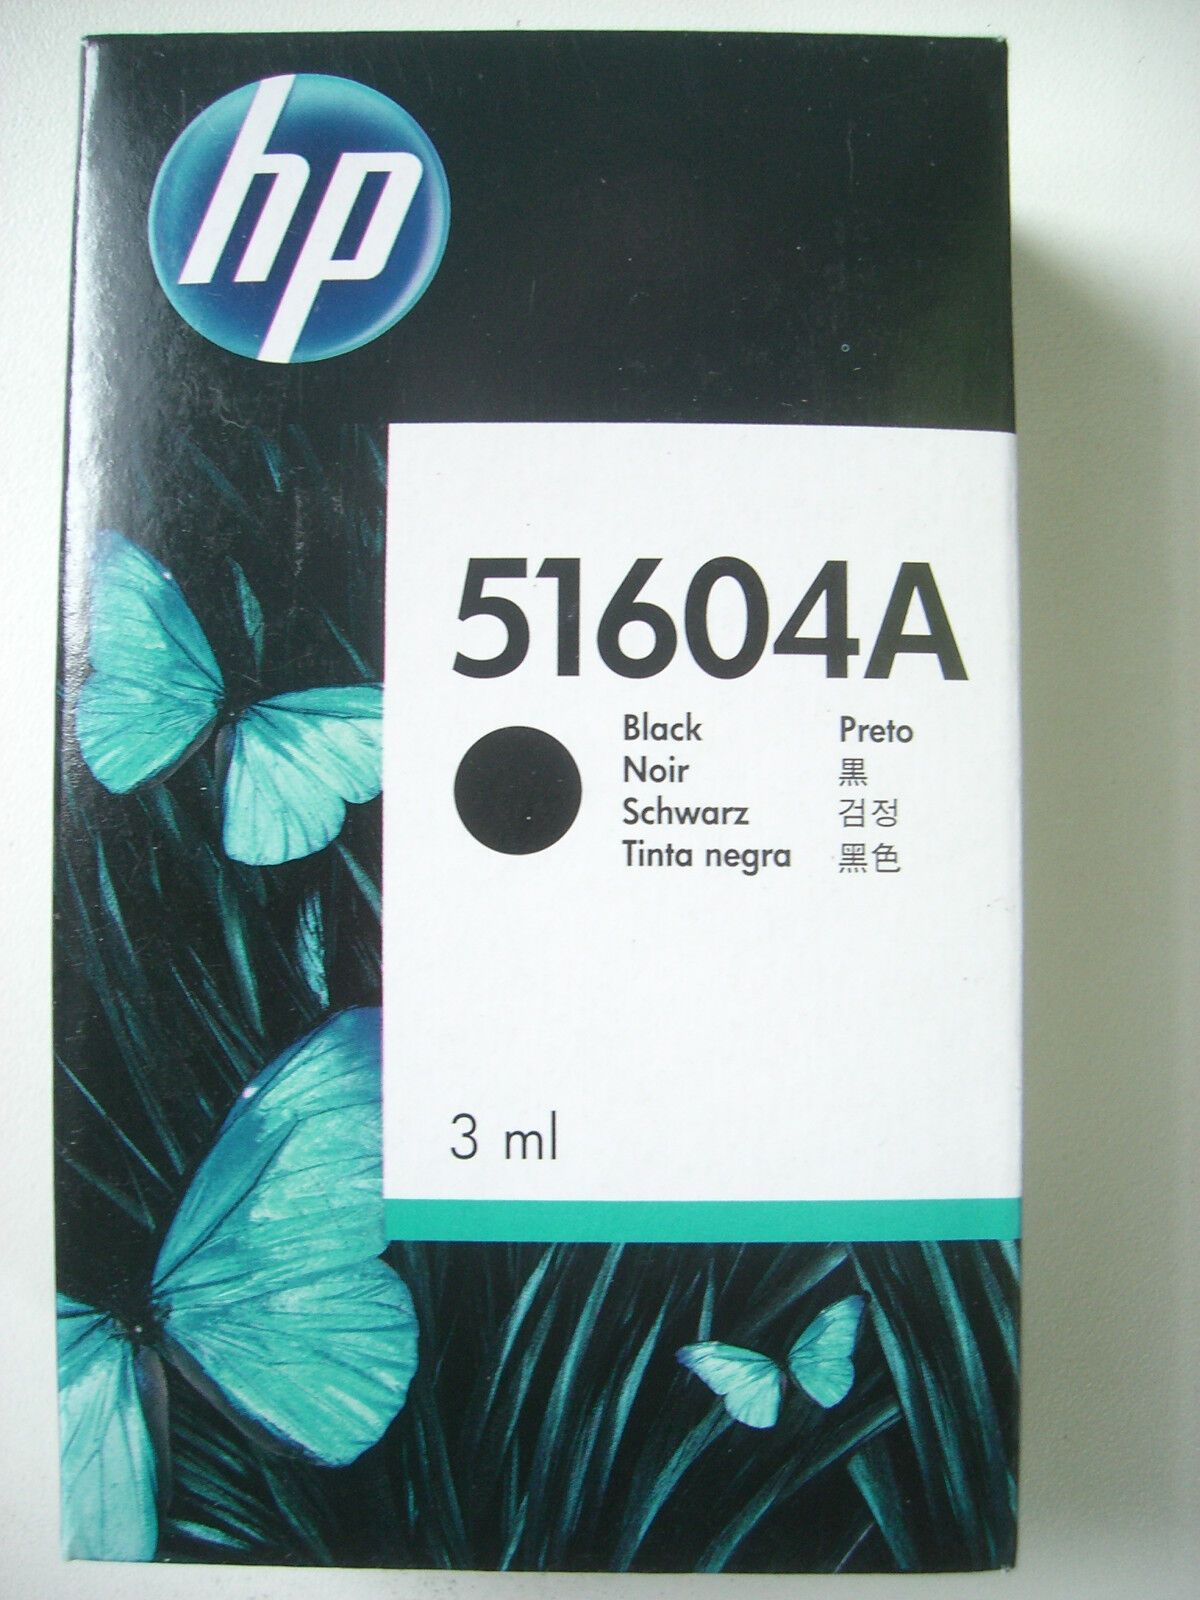 hp
51604A
Black
Noir
Schwarz
Tinta negra
Preto
黒
검정
黑色
3 ml